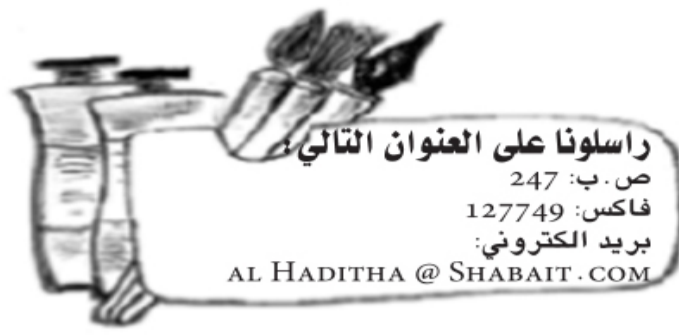 راسلونا على العنوان التالي:
ص.ب: 247
فاكس: 127749
بريد الكتروني:
AL HADITHA @ SHABAIT.COM